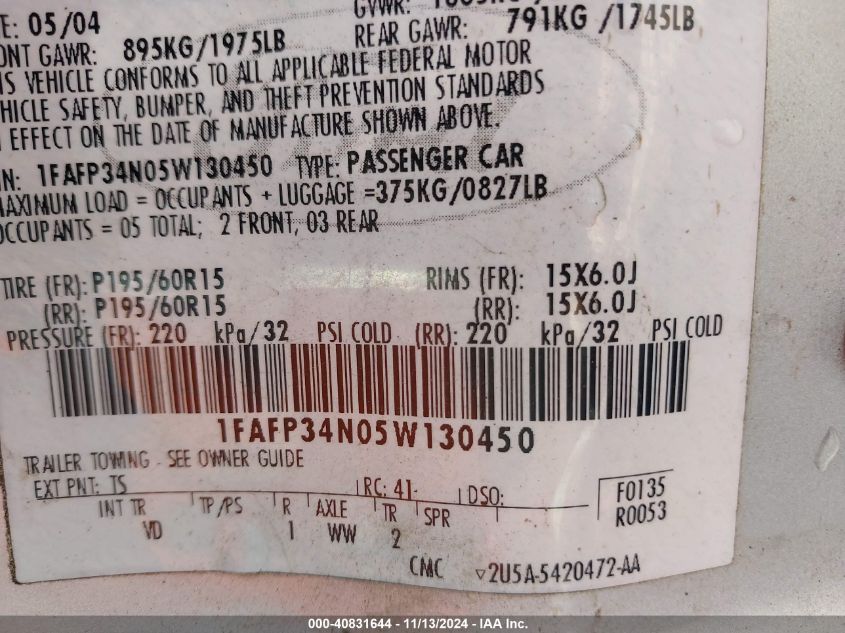 E: 05/04
GVWR:
ONT GAWR: 895KG/1975LB REAR GAWR: 791KG /1745LB
IS VEHICLE CONFORMS TO ALL APPLICABLE FEDERAL MOTOR
HICLE SAFETY, BUMPER, AND THEFT PREVENTION STANDARDS
EFFECT ON THE DATE OF MANUFACTURE SHOWN ABOVE.
N: 1FAFP34N05W130450 TYPE: PASSENGER CAR
MAXIMUM LOAD = OCCUPANTS + LUGGAGE =375KG/0827LB
OCCUPANTS = 05 TOTAL; 2 FRONT, 03 REAR
TIRE (FR): P195/60R15 RIMS (FR): 15X6.0J
(RR): P195/60R15 (RR): 15X6.0J
PRESSURE (FR): 220 kPa/32 PSI COLD (RR): 220 kPa/32 PSI COLD
1FAFP34N05W130450
TRAILER TOWING - SEE OWNER GUIDE
EXT PNT: TS RC: 41 DSO: F0135
INT TR TP/PS R AXLE TR SPR R0053
VD 1 WW 2
CMC ▽2U5A-5420472-AA
000-40831644 - 11/13/2024 - IAA Inc.